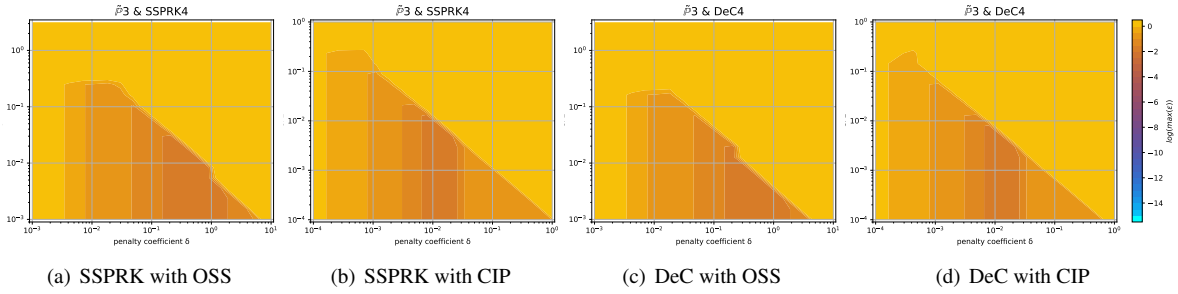 ℙ̃3 & SSPRK4
10⁰
10⁻¹
10⁻²
10⁻³
10⁻³ 10⁻² 10⁻¹ 10⁰ 10¹
penalty coefficient δ
(a) SSPRK with OSS
ℙ̃3 & SSPRK4
10⁰
10⁻¹
10⁻²
10⁻³
10⁻⁴
10⁻⁴ 10⁻³ 10⁻² 10⁻¹ 10⁰
penalty coefficient δ
(b) SSPRK with CIP
ℙ̃3 & DeC4
10⁰
10⁻¹
10⁻²
10⁻³
10⁻³ 10⁻² 10⁻¹ 10⁰ 10¹
penalty coefficient δ
(c) DeC with OSS
ℙ̃3 & DeC4
10⁰
10⁻¹
10⁻²
10⁻³
10⁻⁴
10⁻⁴ 10⁻³ 10⁻² 10⁻¹ 10⁰
penalty coefficient δ
(d) DeC with CIP
0
−2
−4
−6
−8
−10
−12
−14
log(max(ε))